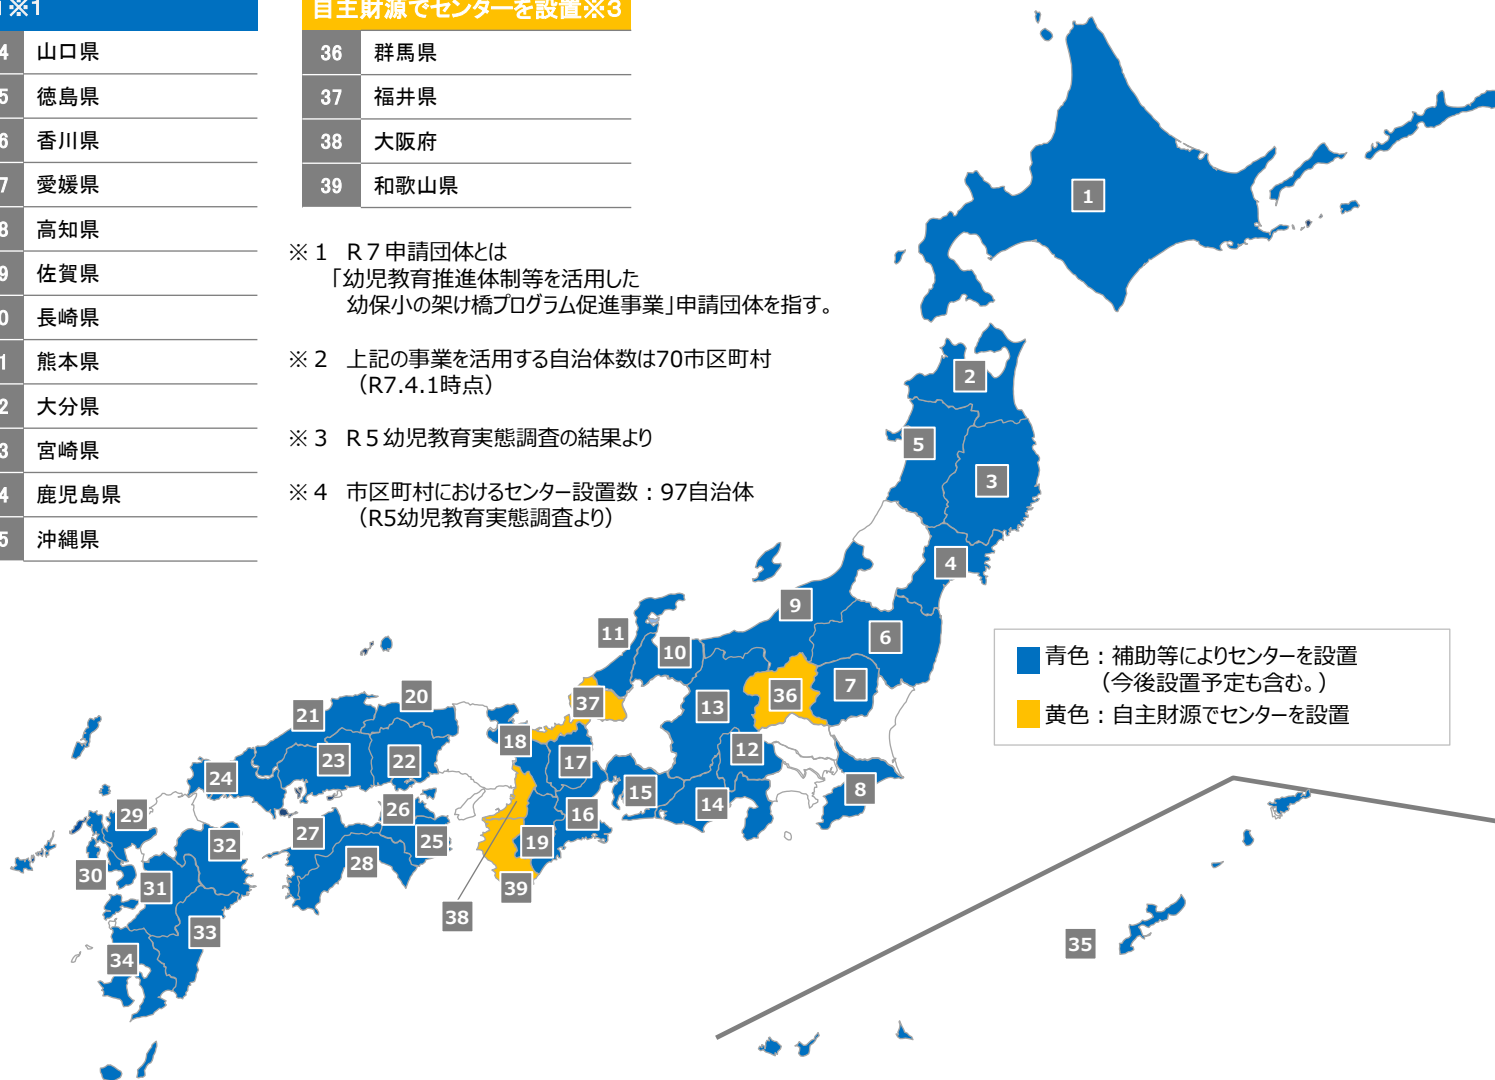 ※1
4 山口県
5 徳島県
6 香川県
7 愛媛県
8 高知県
9 佐賀県
0 長崎県
1 熊本県
2 大分県
3 宮崎県
4 鹿児島県
5 沖縄県
自主財源でセンターを設置※3
36 群馬県
37 福井県
38 大阪府
39 和歌山県
※１ R７申請団体とは
「幼児教育推進体制等を活用した
幼保小の架け橋プログラム促進事業」申請団体を指す。
※２ 上記の事業を活用する自治体数は70市区町村
（R7.4.1時点）
※３ R５幼児教育実態調査の結果より
※４ 市区町村におけるセンター設置数：97自治体
（R5幼児教育実態調査より）
1
2
5
3
4
9
6
11
10
7
36
37
13
20
21
18
12
23
22
17
24
8
15
14
26
16
29
27
25
19
32
28
30
31
39
38
33
34
35
青色：補助等によりセンターを設置
（今後設置予定も含む。）
黄色：自主財源でセンターを設置